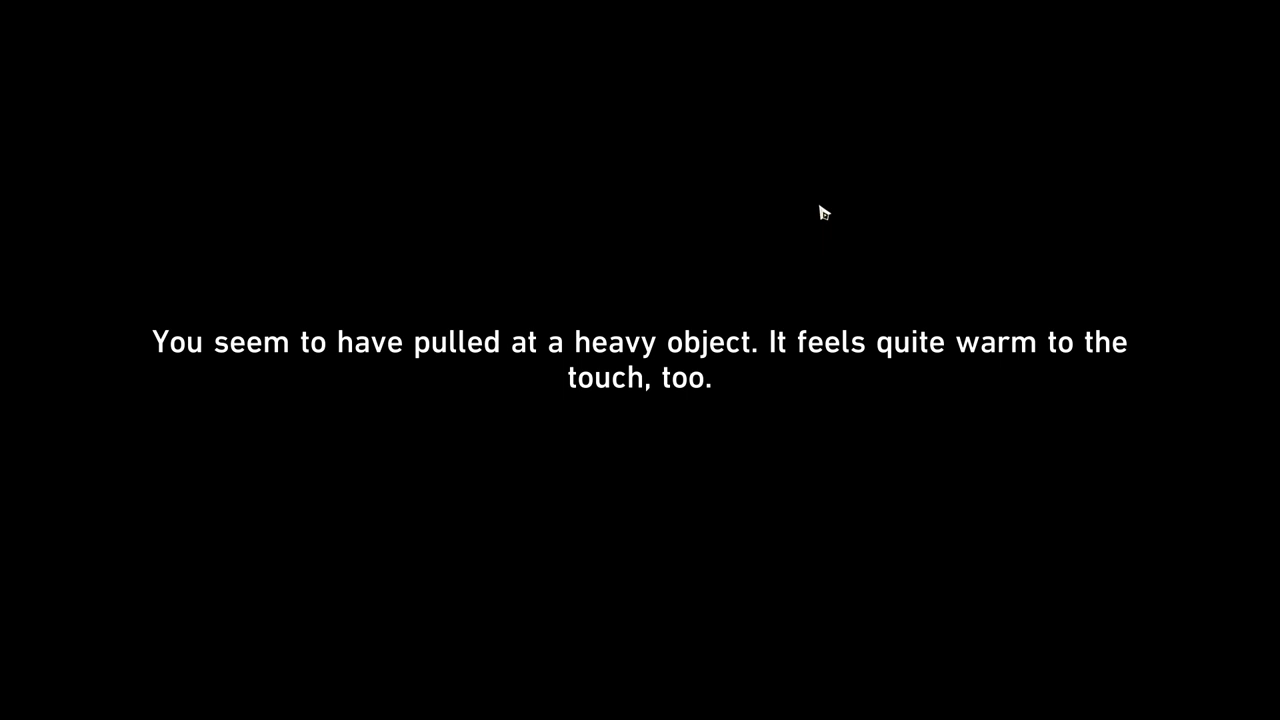 You seem to have pulled at a heavy object. It feels quite warm to the
touch, too.